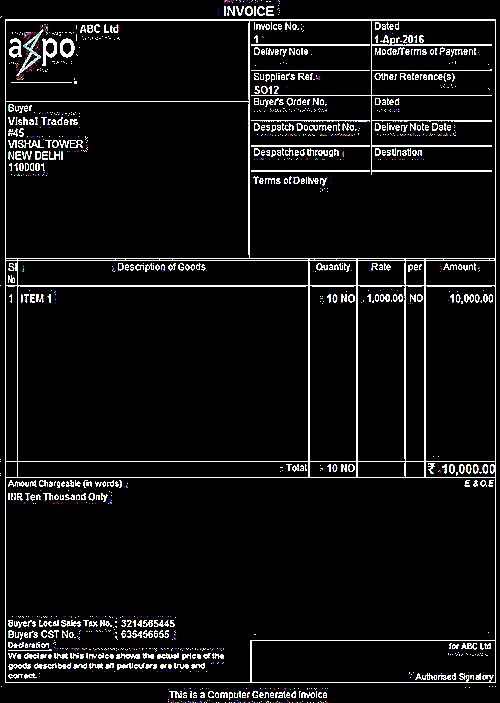 INVOICE
ABC Ltd
aspo
Invoice No.
1
Dated
1-Apr-2016
Delivery Note
Mode/Terms of Payment
Supplier's Ref.
SO12
Other Reference(s)
Buyer
Vishal Traders
#45
VISHAL TOWER
NEW DELHI
1100001
Buyer's Order No.
Dated
Despatch Document No.
Delivery Note Date
Despatched through
Destination
Terms of Delivery
Sl No Description of Goods Quantity Rate per Amount
1 ITEM 1 10 NO 1,000.00 NO 10,000.00
Total 10 NO ₹ 10,000.00
Amount Chargeable (in words) E. & O.E
INR Ten Thousand Only
Buyer's Local Sales Tax No. : 3214565445
Buyer's CST No. : 635456655
Declaration
We declare that this invoice shows the actual price of the
goods described and that all particulars are true and
correct.
for ABC Ltd
Authorised Signatory
This is a Computer Generated Invoice